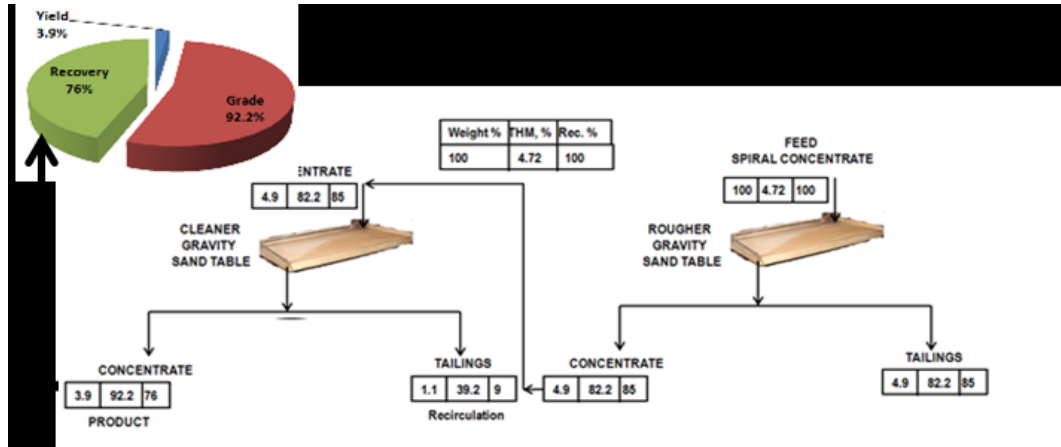 Yield
3.9%
Recovery
76%
Grade
92.2%
Weight % THM, % Rec. %
100 4.72 100
FEED
SPIRAL CONCENTRATE
100 4.72 100
ENTRATE
4.9 82.2 85
CLEANER
GRAVITY
SAND TABLE
ROUGHER
GRAVITY
SAND TABLE
CONCENTRATE
3.9 92.2 76
PRODUCT
TAILINGS
1.1 39.2 9
Recirculation
CONCENTRATE
4.9 82.2 85
TAILINGS
4.9 82.2 85